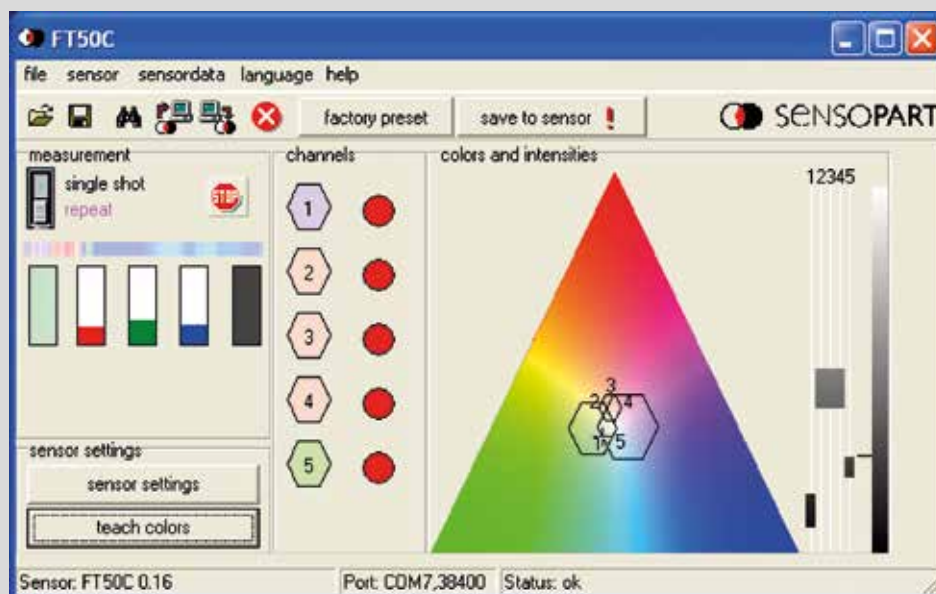 FT50C
file sensor sensordata language help
factory preset
save to sensor !
SENSOPART
measurement
single shot
repeat
STOP
channels
1
2
3
4
5
colors and intensities
12345
3
2 4
1 5
sensor settings
sensor settings
teach colors
Sensor: FT50C 0.16
Port: COM7,38400
Status: ok